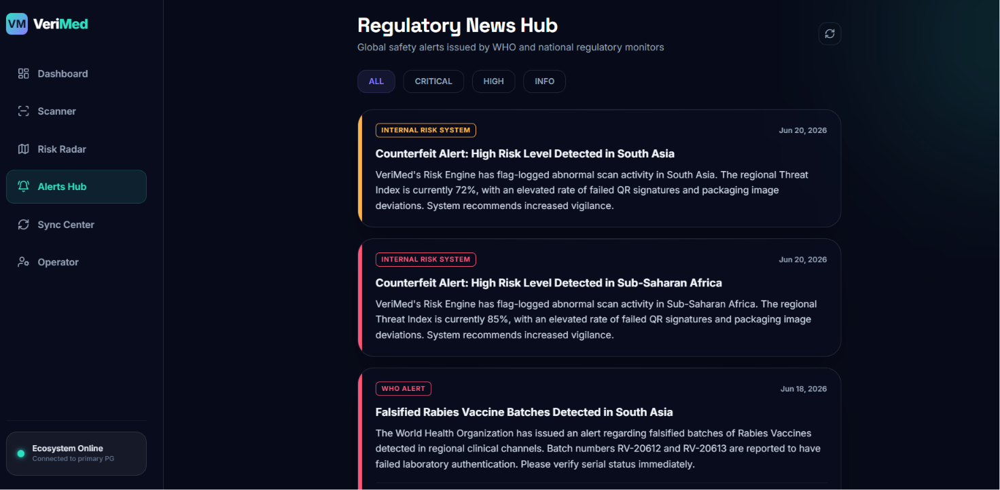 VM VeriMed
Dashboard
Scanner
Risk Radar
Alerts Hub
Sync Center
Operator
Ecosystem Online
Connected to primary PG
Regulatory News Hub
Global safety alerts issued by WHO and national regulatory monitors
ALL CRITICAL HIGH INFO
INTERNAL RISK SYSTEM Jun 20, 2026
Counterfeit Alert: High Risk Level Detected in South Asia
VeriMed's Risk Engine has flag-logged abnormal scan activity in South Asia. The regional Threat
Index is currently 72%, with an elevated rate of failed QR signatures and packaging image
deviations. System recommends increased vigilance.
INTERNAL RISK SYSTEM Jun 20, 2026
Counterfeit Alert: High Risk Level Detected in Sub-Saharan Africa
VeriMed's Risk Engine has flag-logged abnormal scan activity in Sub-Saharan Africa. The regional
Threat Index is currently 85%, with an elevated rate of failed QR signatures and packaging image
deviations. System recommends increased vigilance.
WHO ALERT Jun 18, 2026
Falsified Rabies Vaccine Batches Detected in South Asia
The World Health Organization has issued an alert regarding falsified batches of Rabies Vaccines
detected in regional clinical channels. Batch numbers RV-20612 and RV-20613 are reported to have
failed laboratory authentication. Please verify serial status immediately.